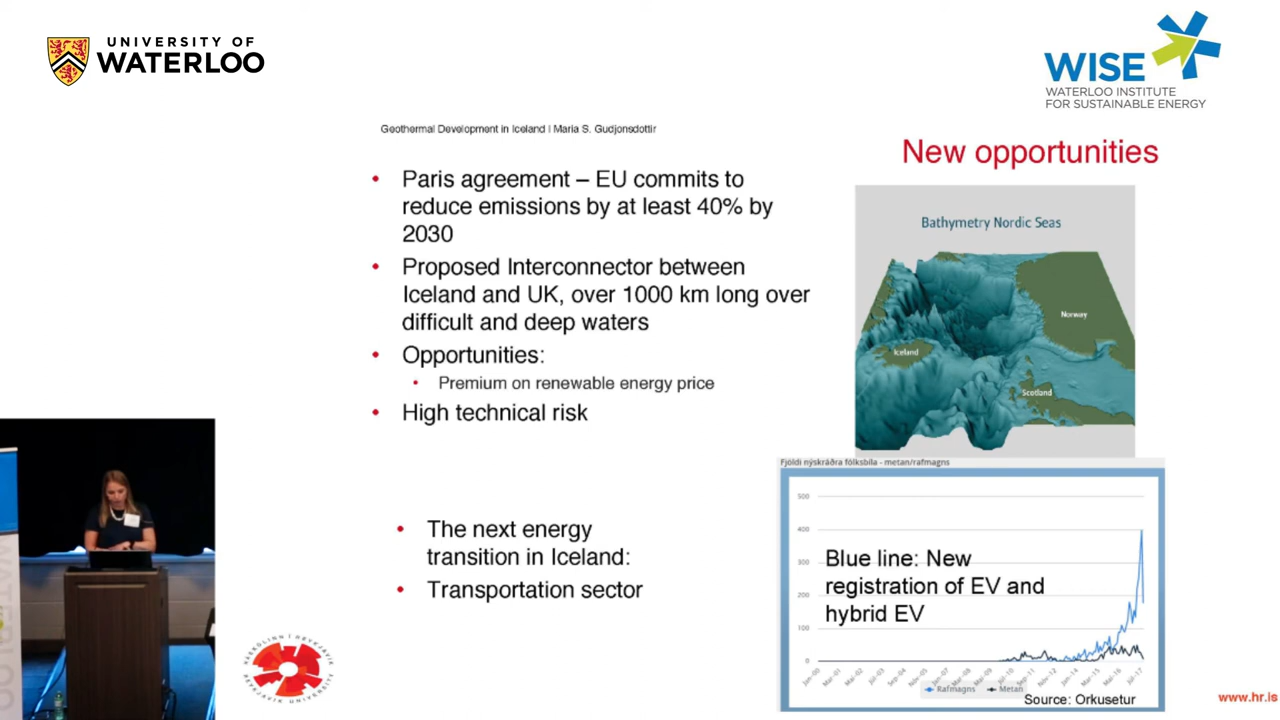 UNIVERSITY OF
WATERLOO
WISE
WATERLOO INSTITUTE
FOR SUSTAINABLE ENERGY
Geothermal Development in Iceland | Maria S. Gudjonsdottir
New opportunities
• Paris agreement – EU commits to
reduce emissions by at least 40% by
2030
• Proposed Interconnector between
Iceland and UK, over 1000 km long over
difficult and deep waters
• Opportunities:
• Premium on renewable energy price
• High technical risk
• The next energy
transition in Iceland:
• Transportation sector
Bathymetry Nordic Seas
Norway
Iceland
Scotland
Fjöldi nýskráðra fólksbíla - metan/rafmagns
500
400
300
200
100
0
Blue line: New
registration of EV and
hybrid EV
Rafmagns
Metan
Source: Orkusetur
HÁSKÓLINN Í REYKJAVÍK
REYKJAVIK UNIVERSITY
www.hr.is